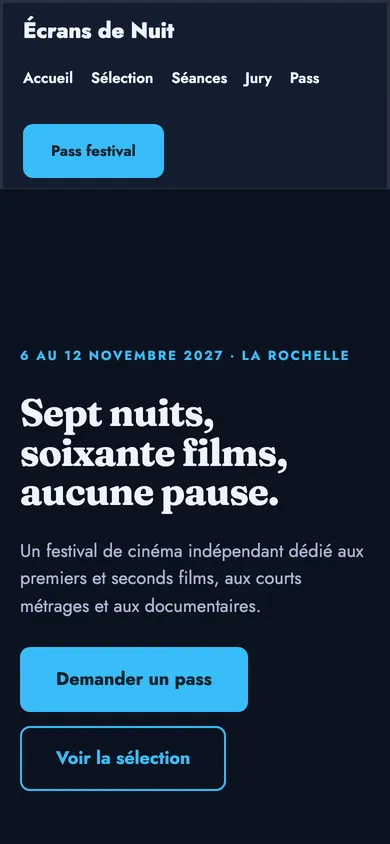 Écrans de Nuit
Accueil Sélection Séances Jury Pass
Pass festival
6 AU 12 NOVEMBRE 2027 · LA ROCHELLE
Sept nuits,
soixante films,
aucune pause.
Un festival de cinéma indépendant dédié aux
premiers et seconds films, aux courts
métrages et aux documentaires.
Demander un pass
Voir la sélection